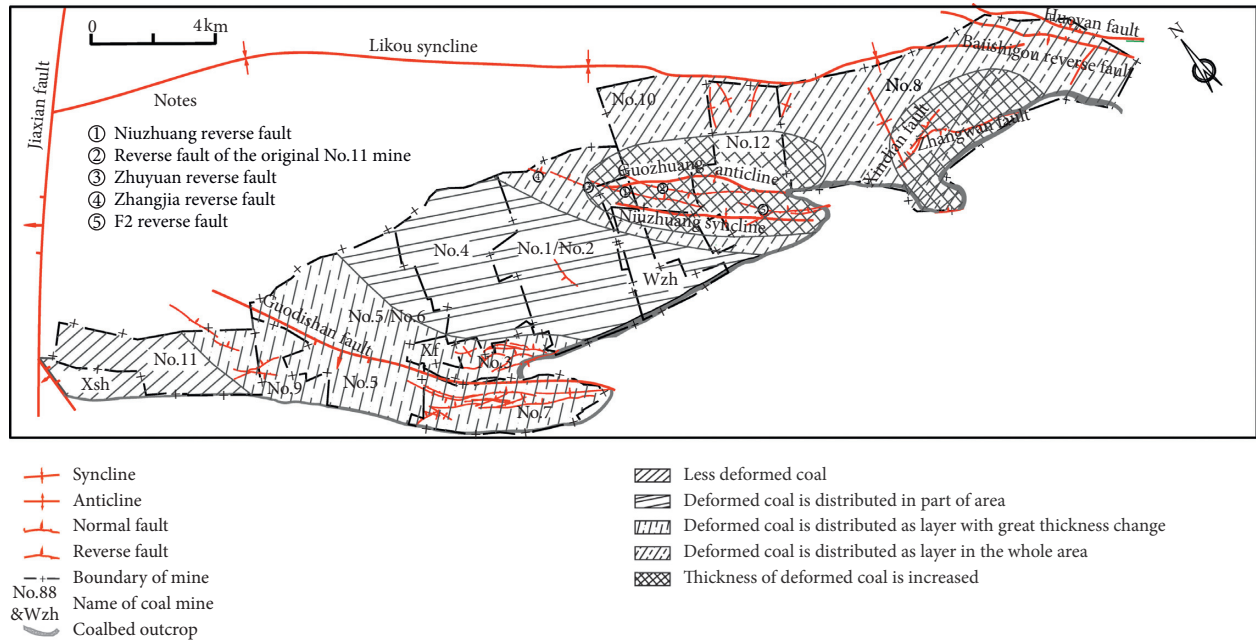 0 4km
N
Jiaxian fault
Likou syncline
Huoyan fault
Baishigou reverse fault
Notes
① Niuzhuang reverse fault
② Reverse fault of the original No.11 mine
③ Zhuyuan reverse fault
④ Zhangjia reverse fault
⑤ F2 reverse fault
No.10
No.8
No.12
Xindian fault
Zhangwan fault
Guozhuang anticline
④
③
①
②
⑤
Niuzhuang syncline
No.4
No.1/No.2
Wzh
Guodishan fault
No.5/No.6
Xf
No.3
No.11
Xsh
No.9
No.5
No.7
Syncline
Anticline
Normal fault
Reverse fault
Boundary of mine
No.88
&Wzh
Name of coal mine
Coalbed outcrop
Less deformed coal
Deformed coal is distributed in part of area
Deformed coal is distributed as layer with great thickness change
Deformed coal is distributed as layer in the whole area
Thickness of deformed coal is increased